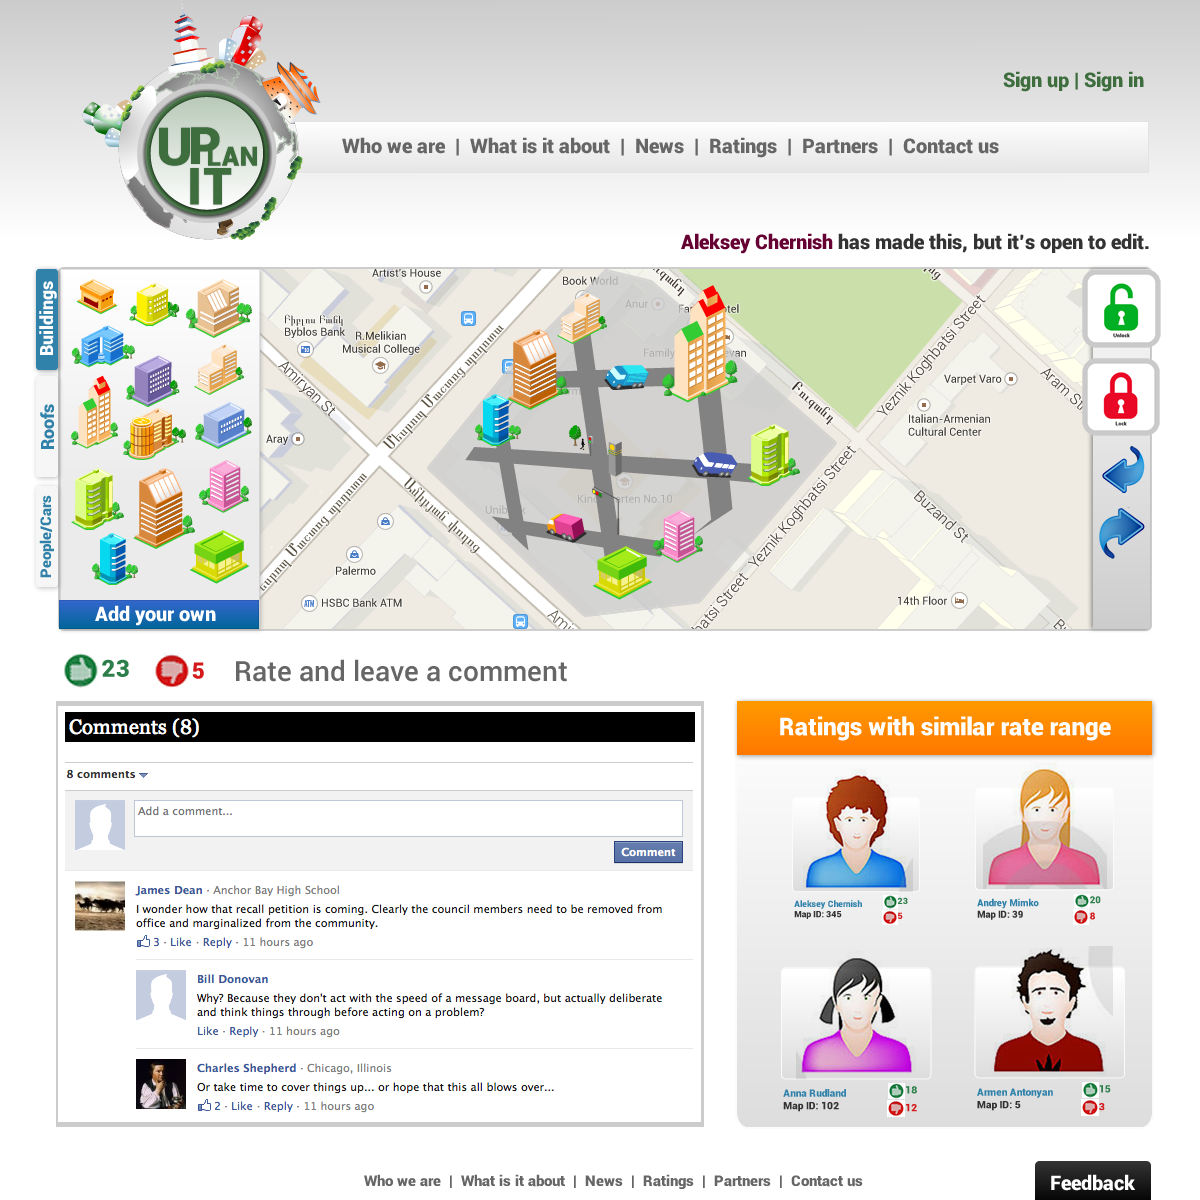 UPLAN
IT
Sign up | Sign in
Who we are | What is it about | News | Ratings | Partners | Contact us
Aleksey Chernish has made this, but it's open to edit.
Buildings
Roofs
People/Cars
Add your own
Artist's House
Book World
Anur
Byblos Bank
R.Melikian
Musical College
Amiryan St
Aray
Palermo
HSBC Bank ATM
Family
Kindergarten No.10
Yeznik Koghbatsi Street
Yeznik Koghbatsi Street
Varpet Varo
Aram St
Italian-Armenian
Cultural Center
Buzand St
14th Floor
Unlock
Lock
23
5
Rate and leave a comment
Comments (8)
8 comments
Add a comment...
Comment
James Dean · Anchor Bay High School
I wonder how that recall petition is coming. Clearly the council members need to be removed from
office and marginalized from the community.
3 · Like · Reply · 11 hours ago
Bill Donovan
Why? Because they don't act with the speed of a message board, but actually deliberate
and think things through before acting on a problem?
Like · Reply · 11 hours ago
Charles Shepherd · Chicago, Illinois
Or take time to cover things up... or hope that this all blows over...
2 · Like · Reply · 11 hours ago
Ratings with similar rate range
Aleksey Chernish
Map ID: 345
23
5
Andrey Mimko
Map ID: 39
20
8
Anna Rudland
Map ID: 102
18
12
Armen Antonyan
Map ID: 5
15
3
Who we are | What is it about | News | Ratings | Partners | Contact us
Feedback